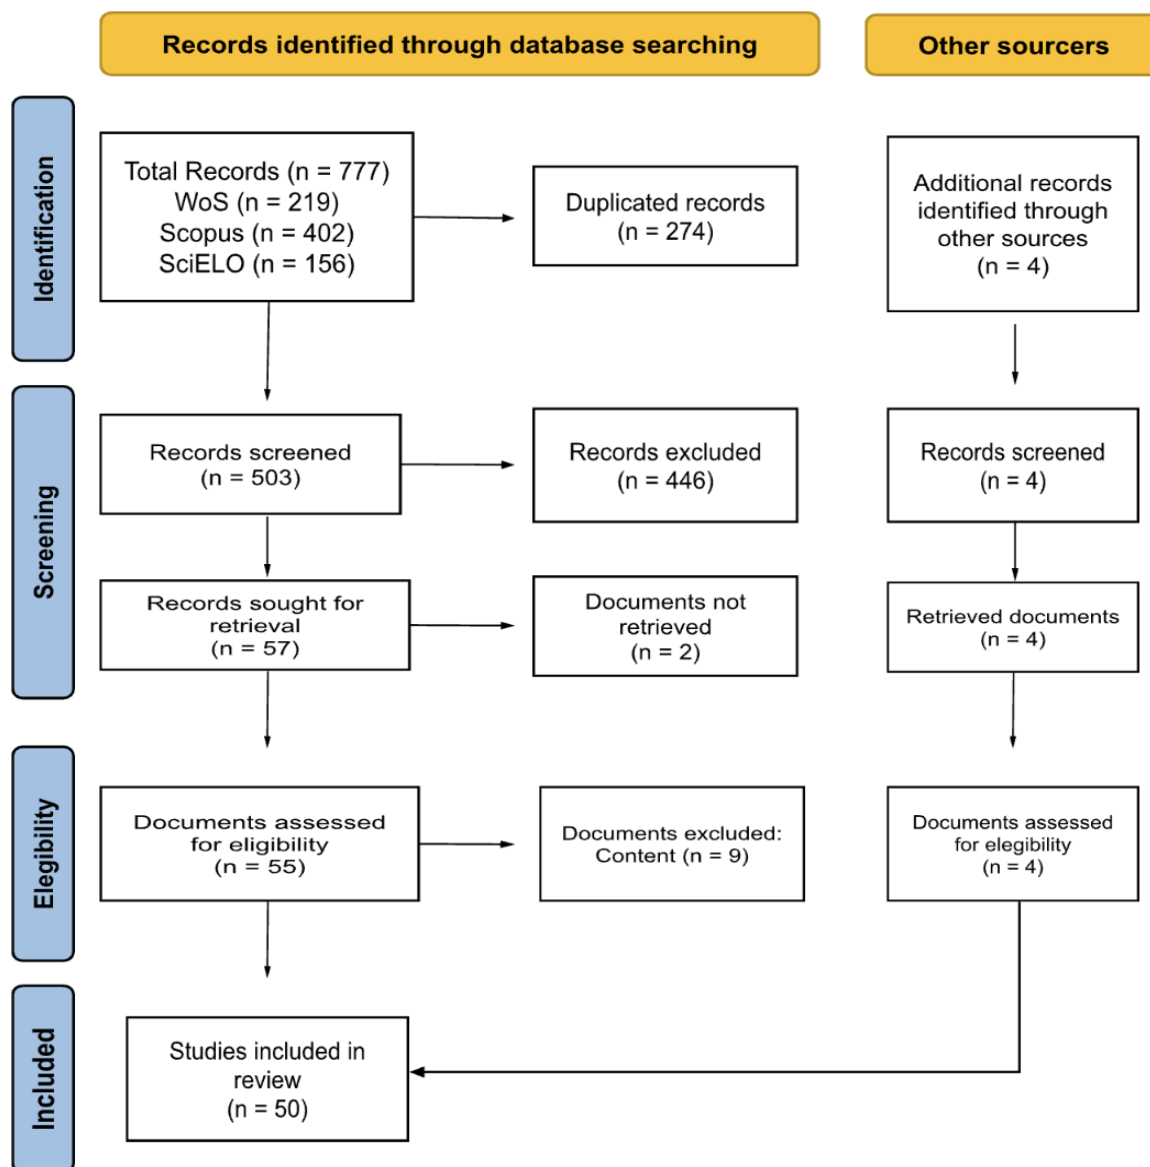 Records identified through database searching
Other sourcers
Identification
Total Records (n = 777)
WoS (n = 219)
Scopus (n = 402)
SciELO (n = 156)
Duplicated records
(n = 274)
Additional records
identified through
other sources
(n = 4)
Screening
Records screened
(n = 503)
Records excluded
(n = 446)
Records screened
(n = 4)
Records sought for
retrieval
(n = 57)
Documents not
retrieved
(n = 2)
Retrieved documents
(n = 4)
Elegibility
Documents assessed
for eligibility
(n = 55)
Documents excluded:
Content (n = 9)
Documents assessed
for elegibility
(n = 4)
Included
Studies included in
review
(n = 50)